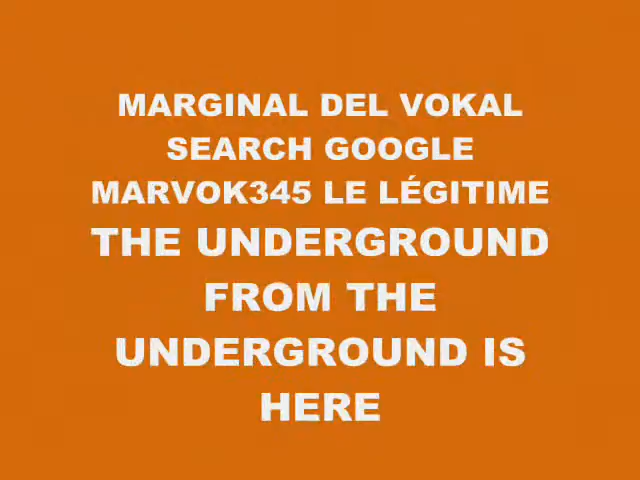 MARGINAL DEL VOKAL
SEARCH GOOGLE
MARVOK345 LE LÉGITIME
THE UNDERGROUND
FROM THE
UNDERGROUND IS
HERE